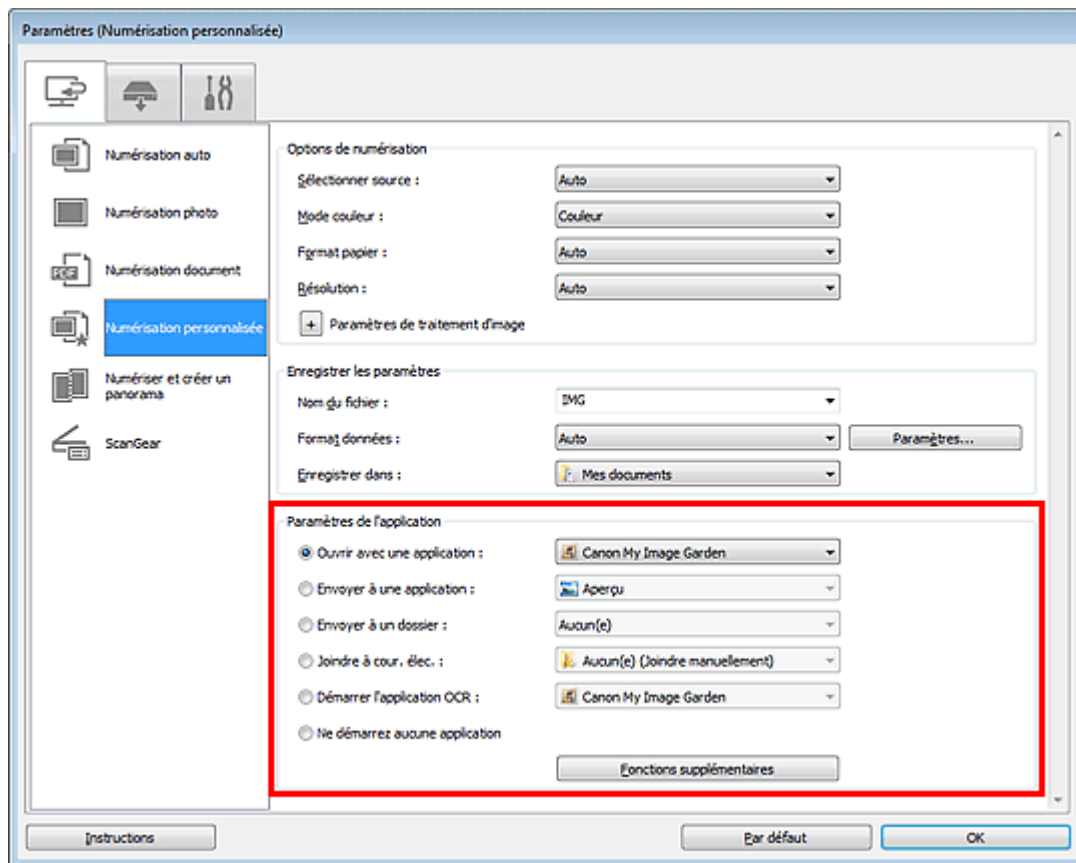 Paramètres (Numérisation personnalisée)
Numérisation auto
Numérisation photo
PDF
Numérisation document
Numérisation personnalisée
Numériser et créer un
panorama
ScanGear
Options de numérisation
Sélectionner source : Auto
Mode couleur : Couleur
Format papier : Auto
Résolution : Auto
+ Paramètres de traitement d'image
Enregistrer les paramètres
Nom du fichier : IMG
Format données : Auto Paramètres...
Enregistrer dans : Mes documents
Paramètres de l'application
Ouvrir avec une application : Canon My Image Garden
Envoyer à une application : Aperçu
Envoyer à un dossier : Aucun(e)
Joindre à cour. élec. : Aucun(e) (Joindre manuellement)
Démarrer l'application OCR : Canon My Image Garden
Ne démarrez aucune application
Fonctions supplémentaires
Instructions Par défaut OK